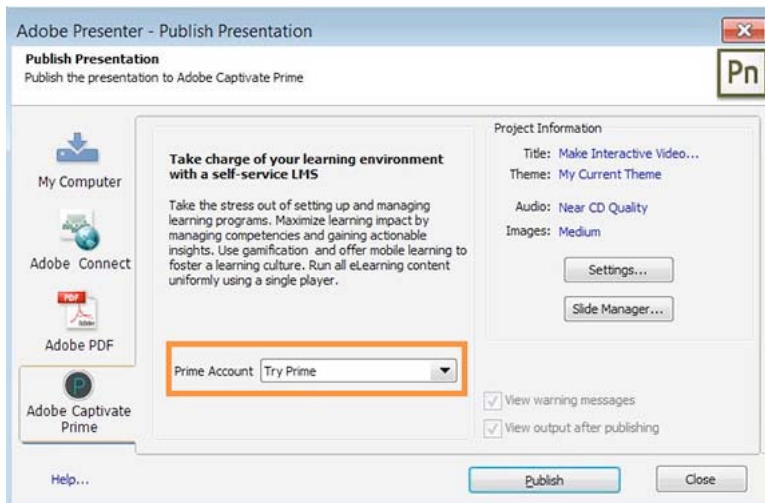 Adobe Presenter - Publish Presentation
Publish Presentation
Publish the presentation to Adobe Captivate Prime
Pn
My Computer
Adobe Connect
PDF
Adobe
Adobe PDF
P
Adobe Captivate
Prime
Take charge of your learning environment
with a self-service LMS
Take the stress out of setting up and managing
learning programs. Maximize learning impact by
managing competencies and gaining actionable
insights. Use gamification and offer mobile learning to
foster a learning culture. Run all eLearning content
uniformly using a single player.
Prime Account Try Prime
Project Information
Title: Make Interactive Video...
Theme: My Current Theme
Audio: Near CD Quality
Images: Medium
Settings...
Slide Manager...
View warning messages
View output after publishing
Help...
Publish
Close